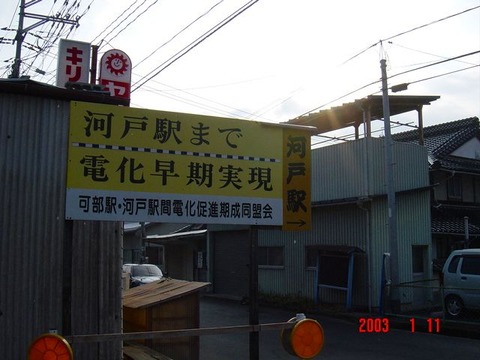 キリ
ヤ
河戸駅まで
電化早期実現
可部駅・河戸駅間電化促進期成同盟会
河戸駅→
2003 1 11